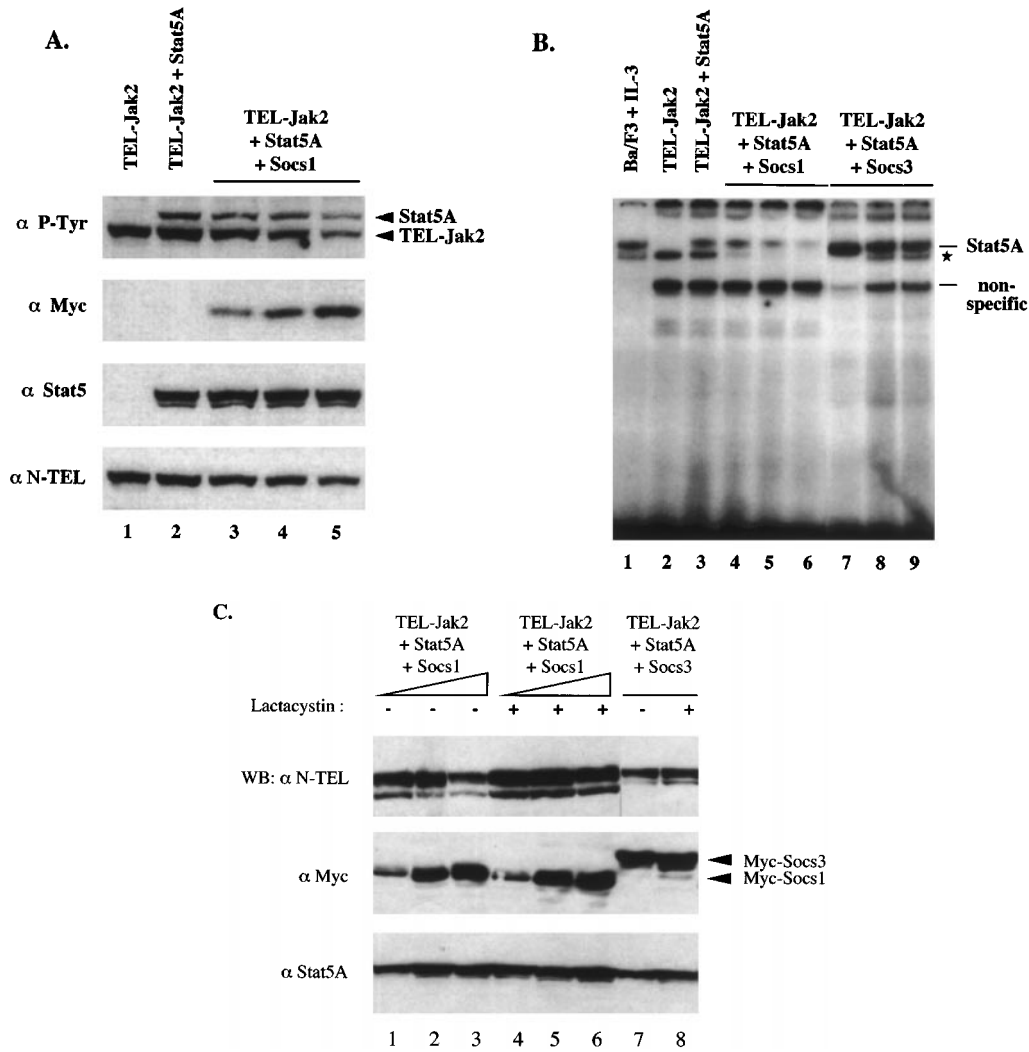 A.
TEL-Jak2
TEL-Jak2 + Stat5A
TEL-Jak2
+ Stat5A
+ Socs1
α P-Tyr
Stat5A
TEL-Jak2
α Myc
α Stat5
α N-TEL
1 2 3 4 5
B.
Ba/F3 + IL-3
TEL-Jak2
TEL-Jak2 + Stat5A
TEL-Jak2
+ Stat5A
+ Socs1
TEL-Jak2
+ Stat5A
+ Socs3
Stat5A
★
non-
specific
1 2 3 4 5 6 7 8 9
C.
TEL-Jak2
+ Stat5A
+ Socs1
TEL-Jak2
+ Stat5A
+ Socs1
TEL-Jak2
+ Stat5A
+ Socs3
Lactacystin : - - - + + + - +
WB: α N-TEL
α Myc
Myc-Socs3
Myc-Socs1
α Stat5A
1 2 3 4 5 6 7 8